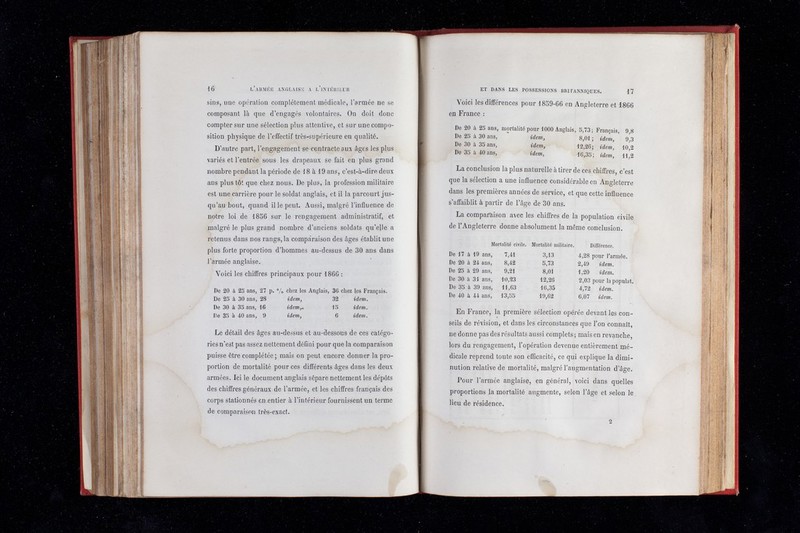 16 L'ARMÉE ANGLAISE A L'INTÉRIEUR
sins, une opération complétement médicale, l'armée ne se
composant là que d'engagés volontaires. On doit donc
compter sur une sélection plus attentive, et sur une compo-
sition physique de l'effectif très-supérieure en qualité.
D'autre part, l'engagement se contracte aux âges les plus
variés et l'entrée sous les drapeaux se fait en plus grand
nombre pendant la période de 18 à 19 ans, c'est-à-dire deux
ans plus tôt que chez nous. De plus, la profession militaire
est une carrière pour le soldat anglais, et il la parcourt jus-
qu'au bout, quand il le peut. Aussi, malgré l'influence de
notre loi de 1856 sur le rengagement administratif, et
malgré le plus grand nombre d'anciens soldats qu'elle a
retenus dans nos rangs, la comparaison des âges établit une
plus forte proportion d'hommes au-dessus de 30 ans dans
l'armée anglaise.
Voici les chiffres principaux pour 1866 :
De 20 à 25 ans, 27 p. °/₀ chez les Anglais, 36 chez les Français.
De 25 à 30 ans, 28 idem, 32 idem.
De 30 à 35 ans, 16 idem, 15 idem.
De 35 à 40 ans, 9 idem, 6 idem.
Le détail des âges au-dessus et au-dessous de ces catégo-
ries n'est pas assez nettement défini pour que la comparaison
puisse être complétée; mais on peut encore donner la pro-
portion de mortalité pour ces différents âges dans les deux
armées. Ici le document anglais sépare nettement les dépôts
des chiffres généraux de l'armée, et les chiffres français des
corps stationnés en entier à l'intérieur fournissent un terme
de comparaison très-exact.
ET DANS LES POSSESSIONS BRITANNIQUES. 17
Voici les différences pour 1859-66 en Angleterre et 1866
en France :
De 20 à 25 ans, mortalité pour 1000 Anglais, 5,73; Français, 9,8
De 25 à 30 ans, idem, 8,01; idem, 9,3
De 30 à 35 ans, idem, 12,26; idem, 10,2
De 35 à 40 ans, idem, 16,35; idem, 11,2
La conclusion la plus naturelle à tirer de ces chiffres, c'est
que la sélection a une influence considérable en Angleterre
dans les premières années de service, et que cette influence
s'affaiblit à partir de l'âge de 30 ans.
La comparaison avec les chiffres de la population civile
de l'Angleterre donne absolument la même conclusion.
Mortalité civile. Mortalité militaire. Différence.
De 17 à 19 ans, 7,41 3,13 4,28 pour l'armée.
De 20 à 24 ans, 8,42 5,73 2,49 idem.
De 25 à 29 ans, 9,21 8,01 1,20 idem.
De 30 à 34 ans, 10,23 12,26 2,03 pour la populat.
De 35 à 39 ans, 11,63 16,35 4,72 idem.
De 40 à 44 ans, 13,55 19,62 6,07 idem.
En France, la première sélection opérée devant les con-
seils de révision, et dans les circonstances que l'on connaît,
ne donne pas des résultats aussi complets; mais en revanche,
lors du rengagement, l'opération devenue entièrement mé-
dicale reprend toute son efficacité, ce qui explique la dimi-
nution relative de mortalité, malgré l'augmentation d'âge.
Pour l'armée anglaise, en général, voici dans quelles
proportions la mortalité augmente, selon l'âge et selon le
lieu de résidence.
2